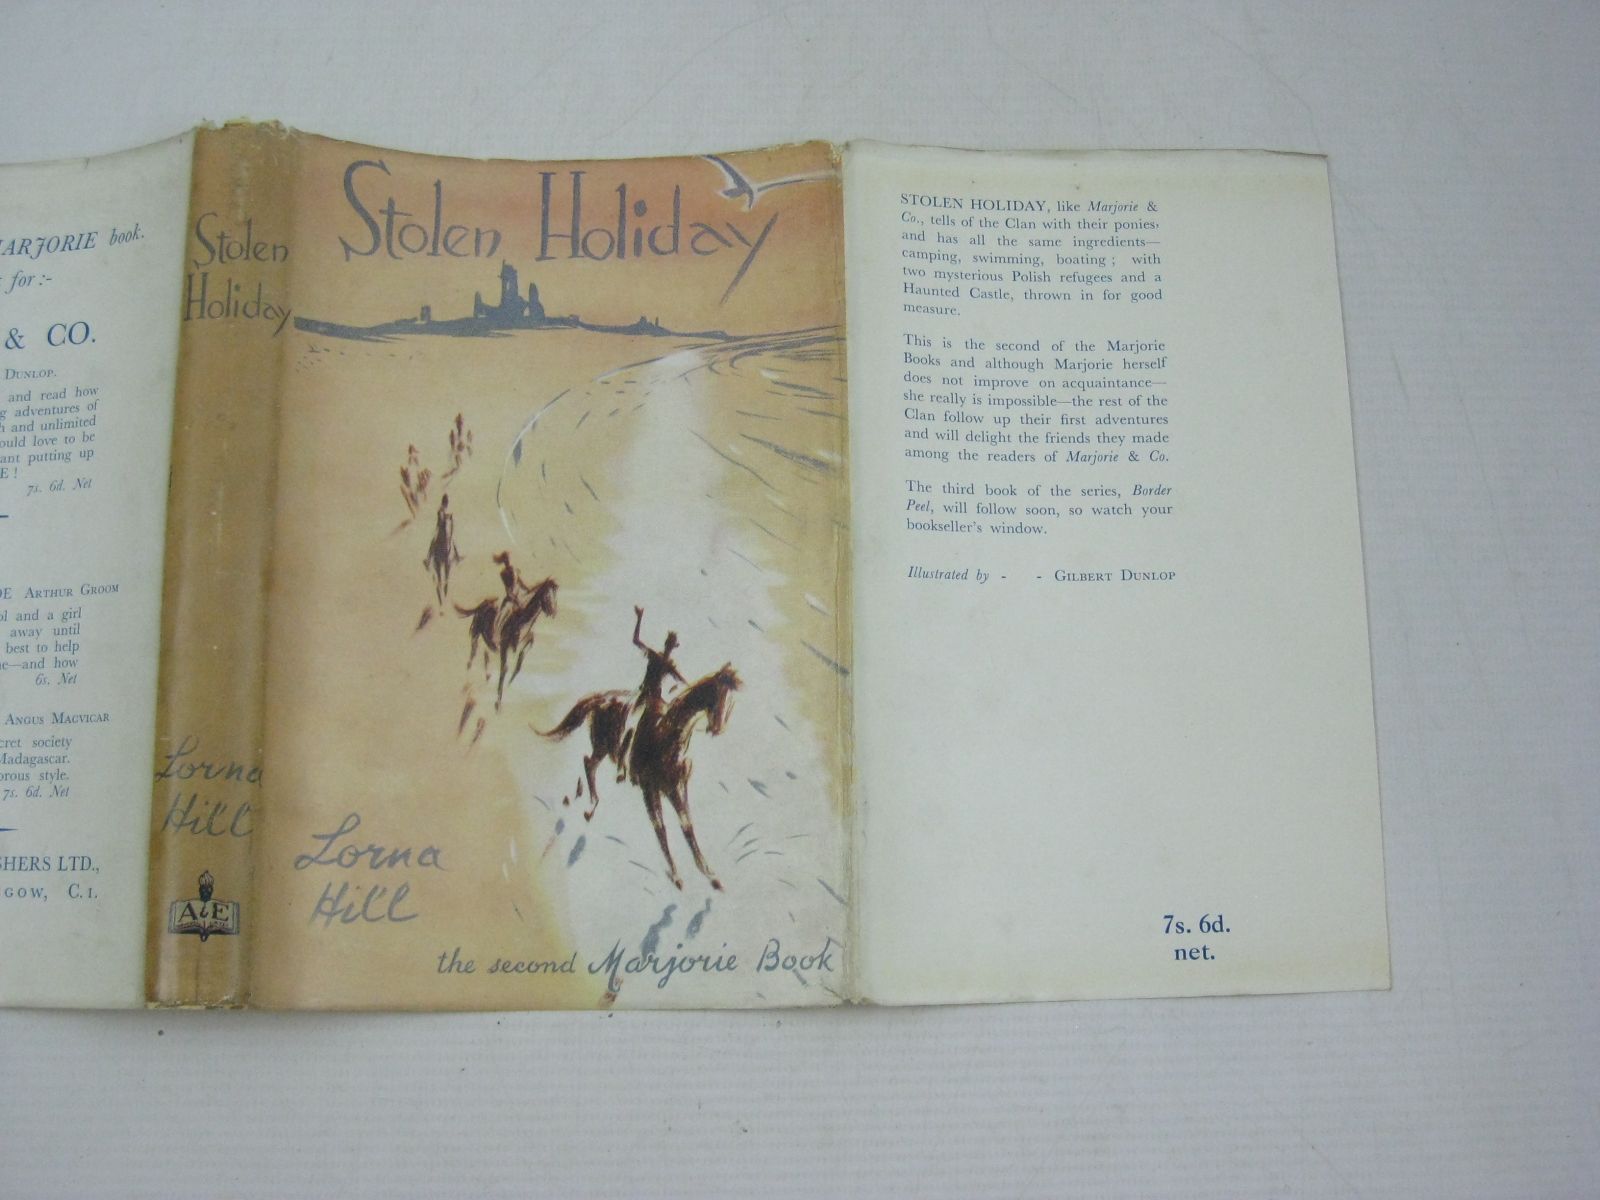 MARJORIE book.
for :-
& CO.
DUNLOP.
and read how
adventures of
and unlimited
ould love to be
ant putting up
E !
7s. 6d. Net
DE ARTHUR GROOM
ol and a girl
away until
best to help
ne—and how
6s. Net
ANGUS MACVICAR
cret society
Madagascar.
orous style.
7s. 6d. Net
SHERS LTD.,
GOW, C. 1.
Stolen
Holiday
Lorna
Hill
A & E
Stolen Holiday
Lorna
Hill
the second Marjorie Book
STOLEN HOLIDAY, like Marjorie &
Co., tells of the Clan with their ponies,
and has all the same ingredients—
camping, swimming, boating ; with
two mysterious Polish refugees and a
Haunted Castle, thrown in for good
measure.
This is the second of the Marjorie
Books and although Marjorie herself
does not improve on acquaintance—
she really is impossible—the rest of the
Clan follow up their first adventures
and will delight the friends they made
among the readers of Marjorie & Co.
The third book of the series, Border
Peel, will follow soon, so watch your
bookseller's window.
Illustrated by - - GILBERT DUNLOP
7s. 6d.
net.